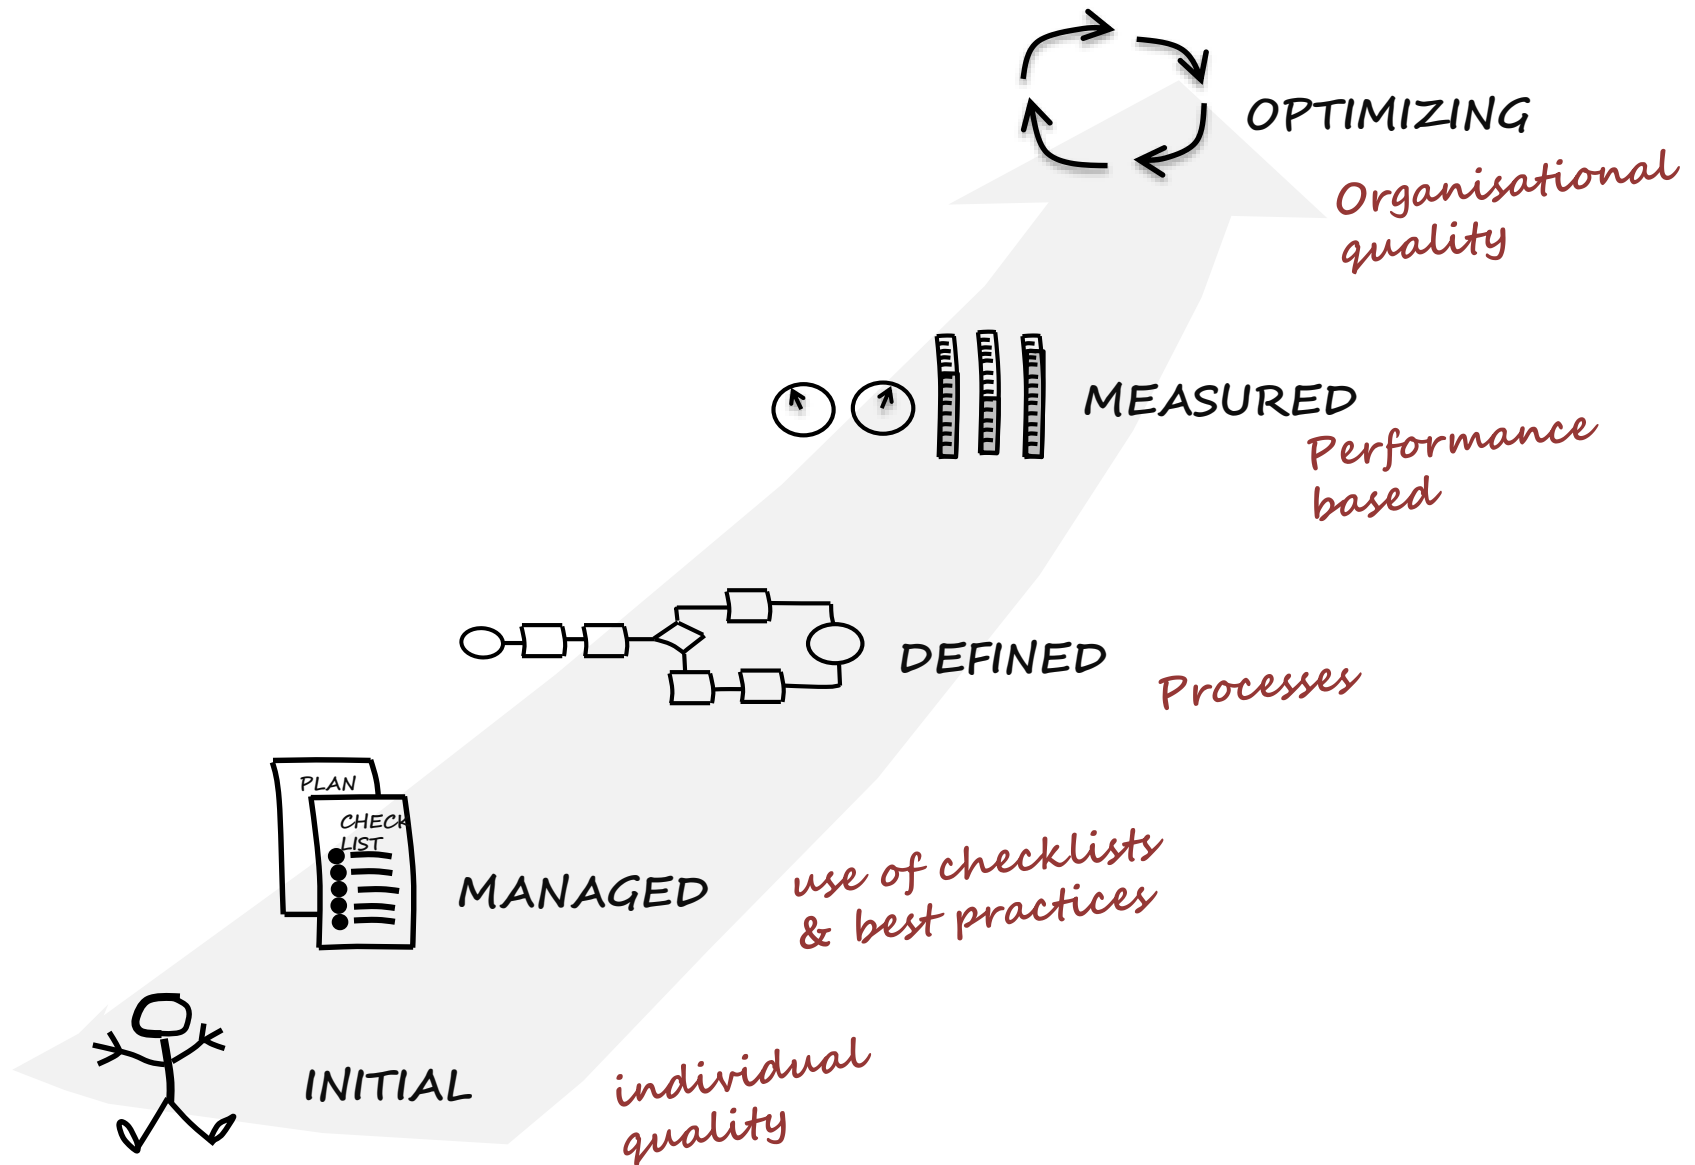 OPTIMIZING
Organisational
quality
MEASURED
Performance
based
DEFINED
Processes
PLAN
CHECK
LIST
MANAGED
use of checklists
& best practices
INITIAL
individual
quality